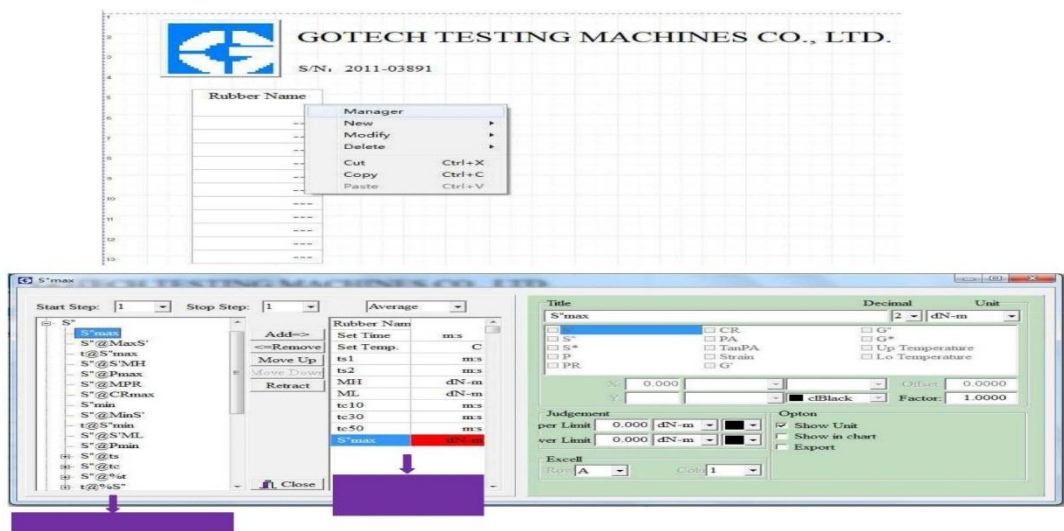 GOTECH TESTING MACHINES CO., LTD.
S/N: 2011-03891
Rubber Name
Manager
New
Modify
Delete
Cut Ctrl+X
Copy Ctrl+C
Paste Ctrl+V
---
---
---
---
---
---
---
---
S"max
Start Step: 1 Stop Step: 1 Average
S"
S"max
S"@MaxS'
t@S"max
S"@S'MH
S"@Pmax
S"@MPR
S"@CRmax
S"min
S"@MinS'
t@S"min
S"@S'ML
S"@Pmin
S"@ts
S"@tc
S"@%t
t@%S"
Add=>
<=Remove
Move Up
Move Down
Retract
Close
Rubber Nam
Set Time m:s
Set Temp. C
ts1 m:s
ts2 m:s
MH dN-m
ML dN-m
tc10 m:s
tc30 m:s
tc50 m:s
S"max dN-m
Title Decimal Unit
S"max 2 dN-m
CR G"
S" PA G*
S* TanPA Up Temperature
P Strain Lo Temperature
PR G'
X: 0.000 Offset 0.0000
Y: clBlack Factor: 1.0000
Judgement
per Limit 0.000 dN-m
wer Limit 0.000 dN-m
Opton
Show Unit
Show in chart
Export
Excell
Row A Colu 1